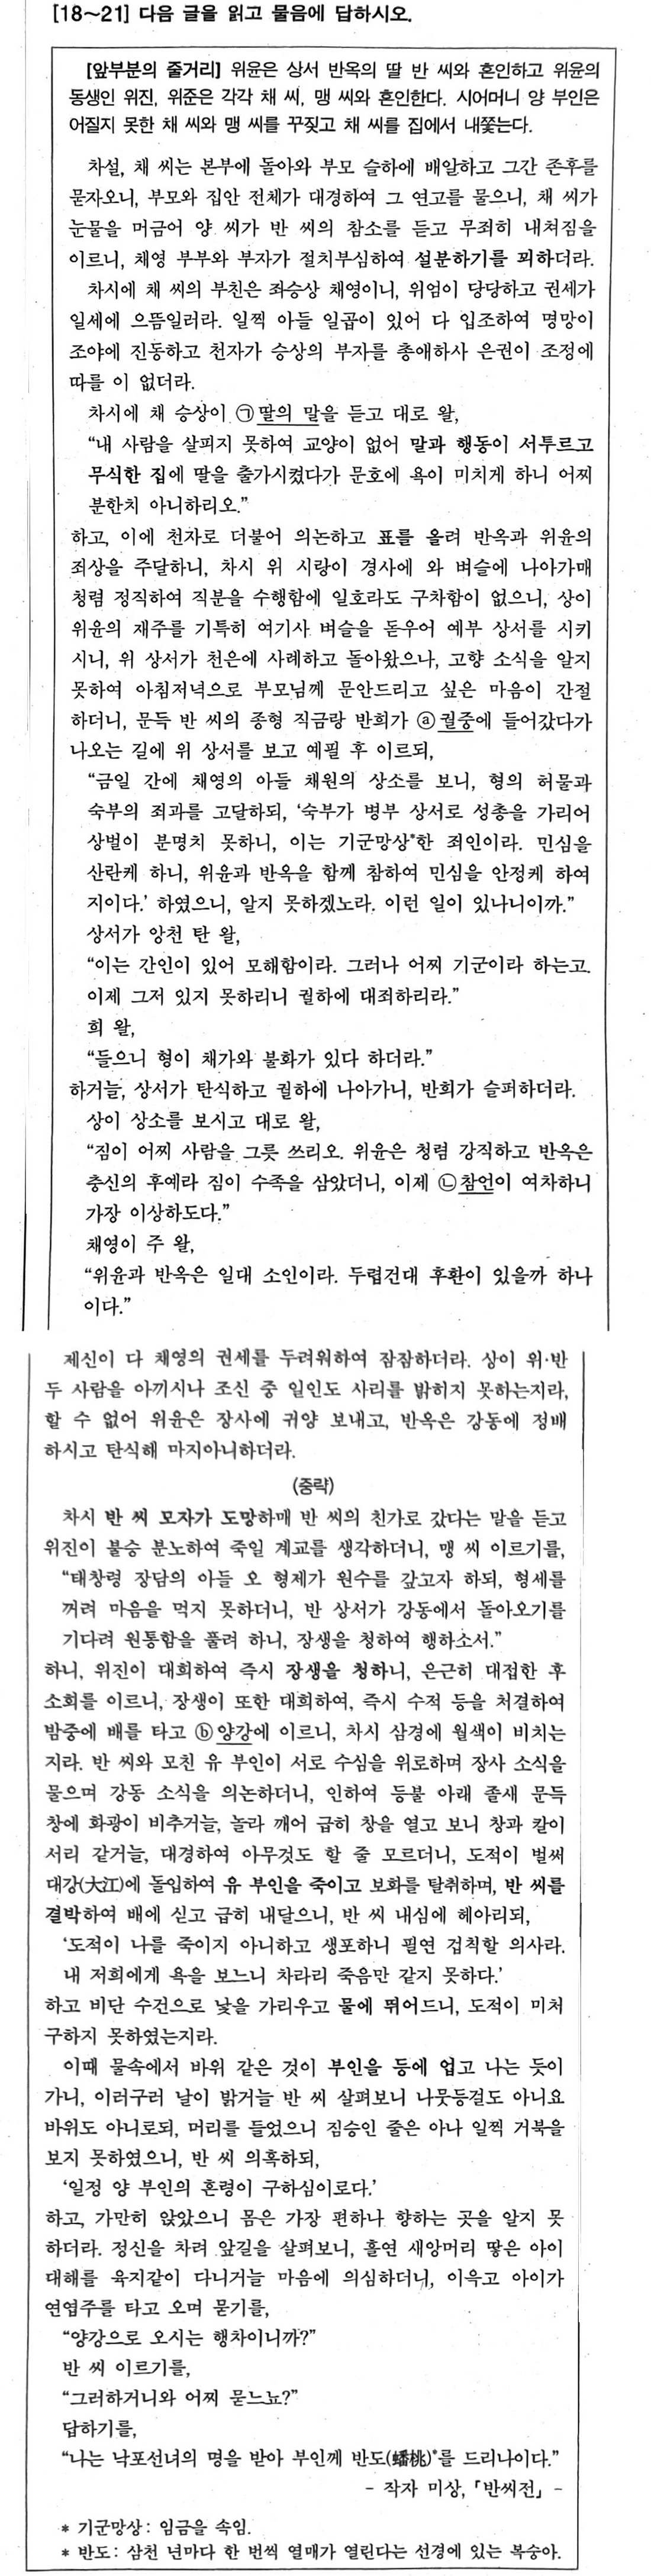 [18~21] 다음 글을 읽고 물음에 답하시오.
[앞부분의 줄거리] 위윤은 상서 반옥의 딸 반 씨와 혼인하고 위윤의
동생인 위진, 위준은 각각 채 씨, 맹 씨와 혼인한다. 시어머니 양 부인은
어질지 못한 채 씨와 맹 씨를 꾸짖고 채 씨를 집에서 내쫓는다.
차설, 채 씨는 본부에 돌아와 부모 슬하에 배알하고 그간 존후를
묻자오니, 부모와 집안 전체가 대경하여 그 연고를 물으니, 채 씨가
눈물을 머금어 양 씨가 반 씨의 참소를 듣고 무죄히 내쳐짐을
이르니, 채영 부부와 부자가 절치부심하여 설분하기를 꾀하더라.
차시에 채 씨의 부친은 좌승상 채영이니, 위엄이 당당하고 권세가
일세에 으뜸일러라. 일찍 아들 일곱이 있어 다 입조하여 명망이
조야에 진동하고 천자가 승상의 부자를 총애하사 은권이 조정에
따를 이 없더라.
차시에 채 승상이 ㉠딸의 말을 듣고 대로 왈,
“내 사람을 살피지 못하여 교양이 없어 말과 행동이 서투르고
무식한 집에 딸을 출가시켰다가 문호에 욕이 미치게 하니 어찌
분한치 아니하리오.”
하고, 이에 천자로 더불어 의논하고 표를 올려 반옥과 위윤의
죄상을 주달하니, 차시 위 시랑이 경사에 와 벼슬에 나아가매
청렴 정직하여 직분을 수행함에 일호라도 구차함이 없으니, 상이
위윤의 재주를 기특히 여기사 벼슬을 돋우어 예부 상서를 시키
시니, 위 상서가 천은에 사례하고 돌아왔으나, 고향 소식을 알지
못하여 아침저녁으로 부모님께 문안드리고 싶은 마음이 간절
하더니, 문득 반 씨의 종형 직금랑 반희가 ⓐ궐중에 들어갔다가
나오는 길에 위 상서를 보고 예필 후 이르되,
“금일 간에 채영의 아들 채원의 상소를 보니, 형의 허물과
숙부의 죄과를 고달하되, ‘숙부가 병부 상서로 성총을 가리어
상벌이 분명치 못하니, 이는 기군망상*한 죄인이라. 민심을
산란케 하니, 위윤과 반옥을 함께 참하여 민심을 안정케 하여
지이다.’ 하였으니, 알지 못하겠노라. 이런 일이 있나니이까.”
상서가 앙천 탄 왈,
“이는 간인이 있어 모해함이라. 그러나 어찌 기군이라 하는고.
이제 그저 있지 못하리니 궐하에 대죄하리라.”
희 왈,
“들으니 형이 채가와 불화가 있다 하더라.”
하거늘, 상서가 탄식하고 궐하에 나아가니, 반희가 슬퍼하더라.
상이 상소를 보시고 대로 왈,
“짐이 어찌 사람을 그릇 쓰리오. 위윤은 청렴 강직하고 반옥은
충신의 후예라 짐이 수족을 삼았더니, 이제 ㉡참언이 여차하니
가장 이상하도다.”
채영이 주 왈,
“위윤과 반옥은 일대 소인이라. 두렵건대 후환이 있을까 하나
이다.”
제신이 다 채영의 권세를 두려워하여 잠잠하더라. 상이 위·반
두 사람을 아끼시나 조신 중 일인도 사리를 밝히지 못하는지라,
할 수 없어 위윤은 장사에 귀양 보내고, 반옥은 강동에 정배
하시고 탄식해 마지아니하더라.
(중략)
차시 반 씨 모자가 도망하매 반 씨의 친가로 갔다는 말을 듣고
위진이 불승 분노하여 죽일 계교를 생각하더니, 맹 씨 이르기를,
“태창령 장담의 아들 오 형제가 원수를 갚고자 하되, 형세를
꺼려 마음을 먹지 못하더니, 반 상서가 강동에서 돌아오기를
기다려 원통함을 풀려 하니, 장생을 청하여 행하소서.”
하니, 위진이 대희하여 즉시 장생을 청하니, 은근히 대접한 후
소회를 이르니, 장생이 또한 대희하여, 즉시 수적 등을 처결하여
밤중에 배를 타고 ⓑ양강에 이르니, 차시 삼경에 월색이 비치는
지라. 반 씨와 모친 유 부인이 서로 수심을 위로하며 장사 소식을
물으며 강동 소식을 의논하더니, 인하여 등불 아래 졸새 문득
창에 화광이 비추거늘, 놀라 깨어 급히 창을 열고 보니 창과 칼이
서리 같거늘, 대경하여 아무것도 할 줄 모르더니, 도적이 벌써
대강(大江)에 돌입하여 유 부인을 죽이고 보화를 탈취하며, 반 씨를
결박하여 배에 싣고 급히 내달으니, 반 씨 내심에 헤아리되,
‘도적이 나를 죽이지 아니하고 생포하니 필연 겁칙할 의사라.
내 저희에게 욕을 보느니 차라리 죽음만 같지 못하다.’
하고 비단 수건으로 낯을 가리우고 물에 뛰어드니, 도적이 미처
구하지 못하였는지라.
이때 물속에서 바위 같은 것이 부인을 등에 업고 나는 듯이
가니, 이러구러 날이 밝거늘 반 씨 살펴보니 나뭇등걸도 아니요
바위도 아니로되, 머리를 들었으니 짐승인 줄은 아나 일찍 거북을
보지 못하였으니, 반 씨 의혹하되,
‘일정 양 부인의 혼령이 구하심이로다.’
하고, 가만히 앉았으니 몸은 가장 편하나 향하는 곳을 알지 못
하더라. 정신을 차려 앞길을 살펴보니, 홀연 새앙머리 땋은 아이
대해를 육지같이 다니거늘 마음에 의심하더니, 이윽고 아이가
연엽주를 타고 오며 묻기를,
“양강으로 오시는 행차이니까?”
반 씨 이르기를,
“그러하거니와 어찌 묻느뇨?”
답하기를,
“나는 낙포선녀의 명을 받아 부인께 반도(蟠桃)*를 드리나이다.”
- 작자 미상, 「반씨전」 -
* 기군망상: 임금을 속임.
* 반도: 삼천 년마다 한 번씩 열매가 열린다는 선경에 있는 복숭아.